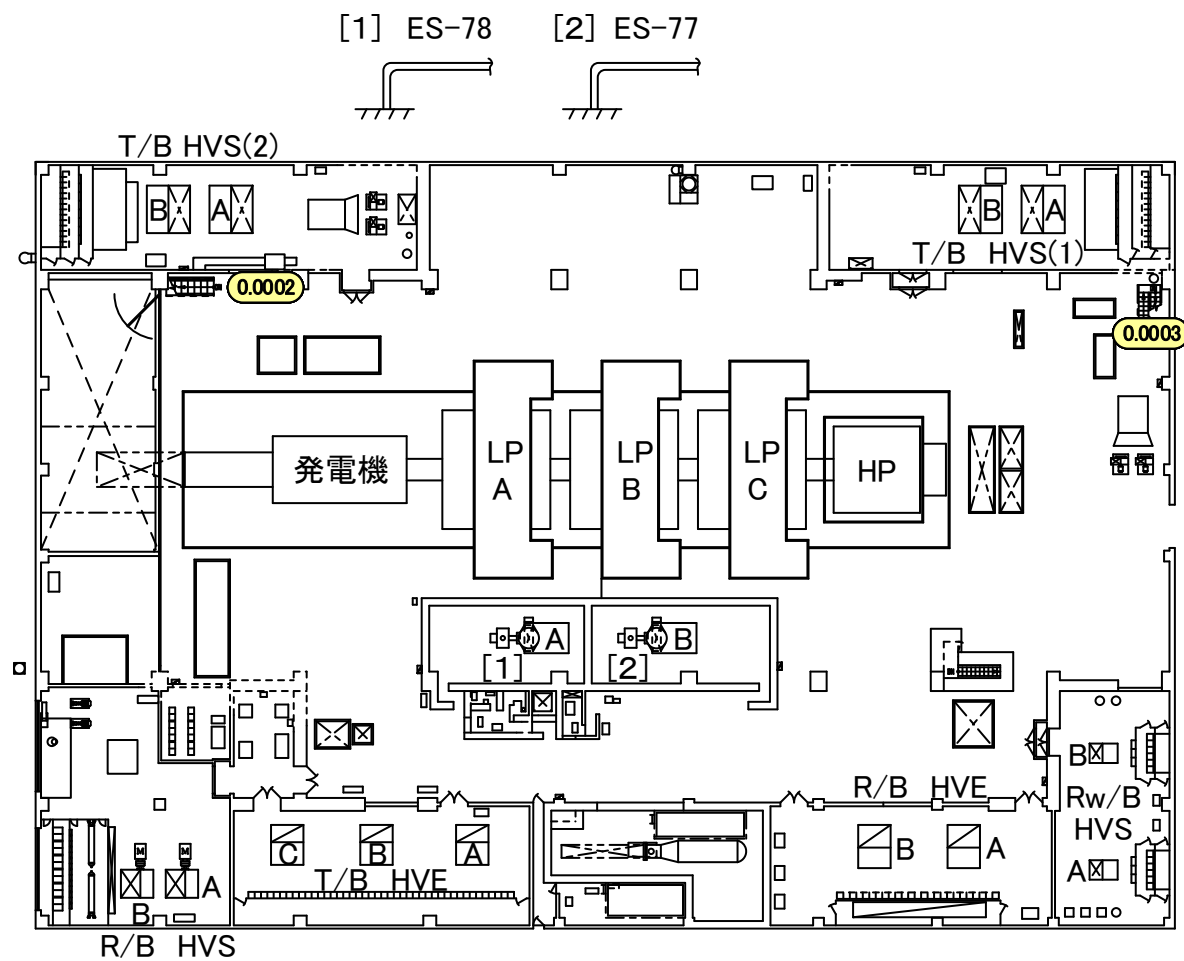 [1] ES-78
[2] ES-77
T/B HVS(2)
B
A
B
A
T/B HVS(1)
0.0002
0.0003
発電機
LP
A
LP
B
LP
C
HP
A
B
[1]
[2]
R/B HVE
B
Rw/B
HVS
A
C
B
A
T/B HVE
B
A
M
M
A
B
R/B HVS